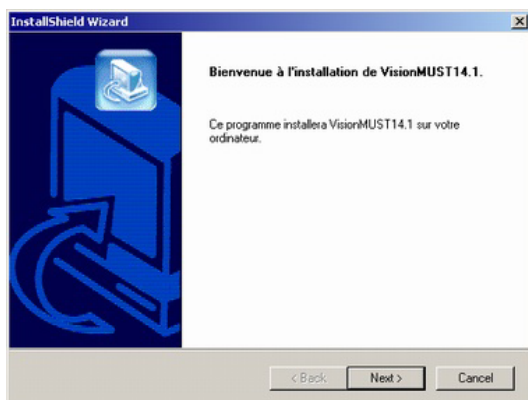 InstallShield Wizard
Bienvenue à l'installation de VisionMUST14.1.
Ce programme installera VisionMUST14.1 sur votre
ordinateur.
< Back
Next >
Cancel